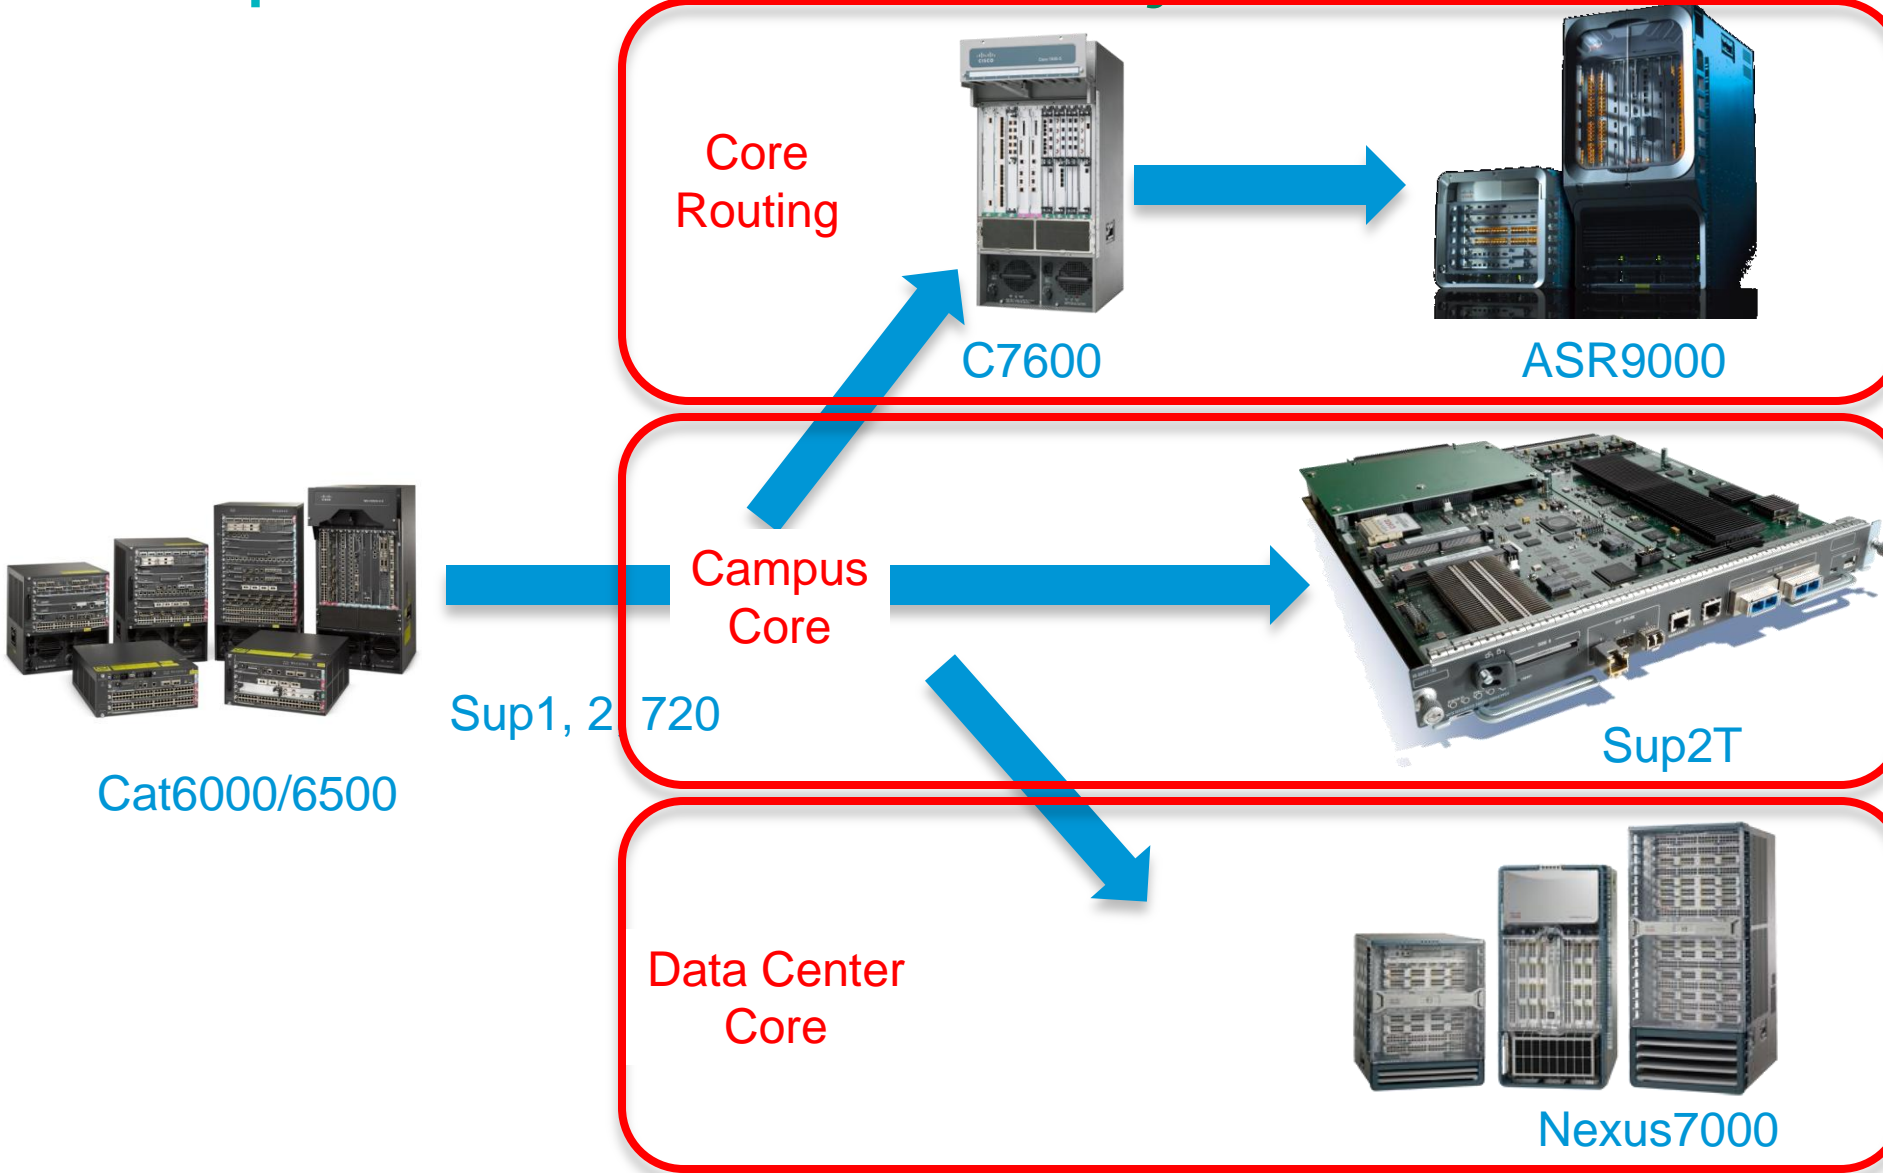 Core
Routing
C7600
ASR9000
Campus
Core
Sup1, 2, 720
Sup2T
Cat6000/6500
Data Center
Core
Nexus7000